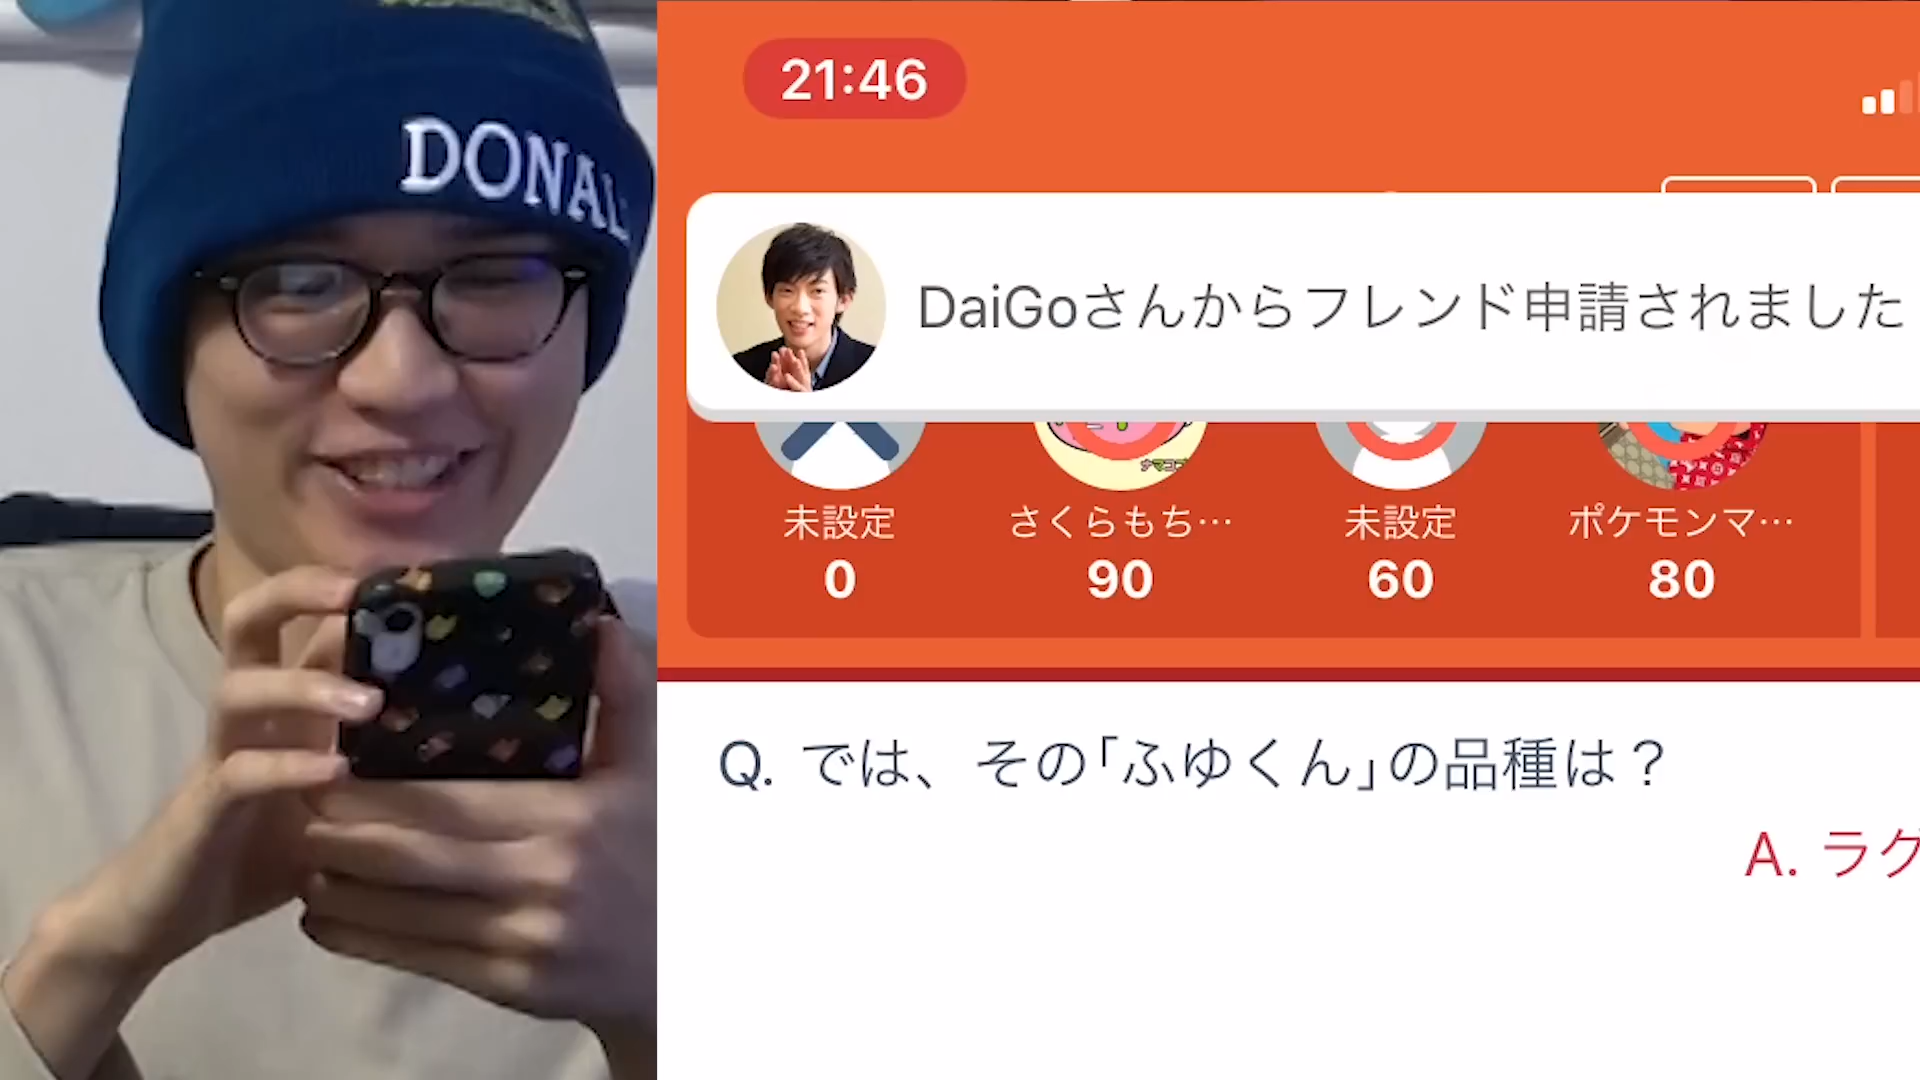 DONAL
21:46
DaiGoさんからフレンド申請されました
未設定
さくらもち…
未設定
ポケモンマ…
0
90
60
80
Q. では、その「ふゆくん」の品種は？
A. ラグ